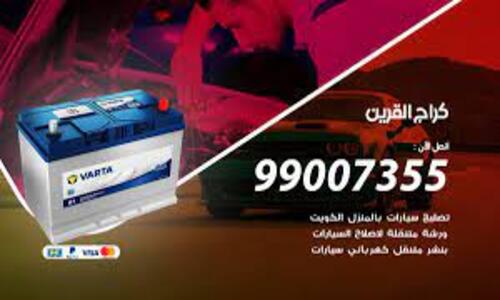 كراج القرين
اتصل الآن :
99007355
تصليح سيارات بالمنزل الكويت
ورشة متنقلة لاصلاح السيارات
بنشر متنقل كهربائي سيارات
VARTA
VISA